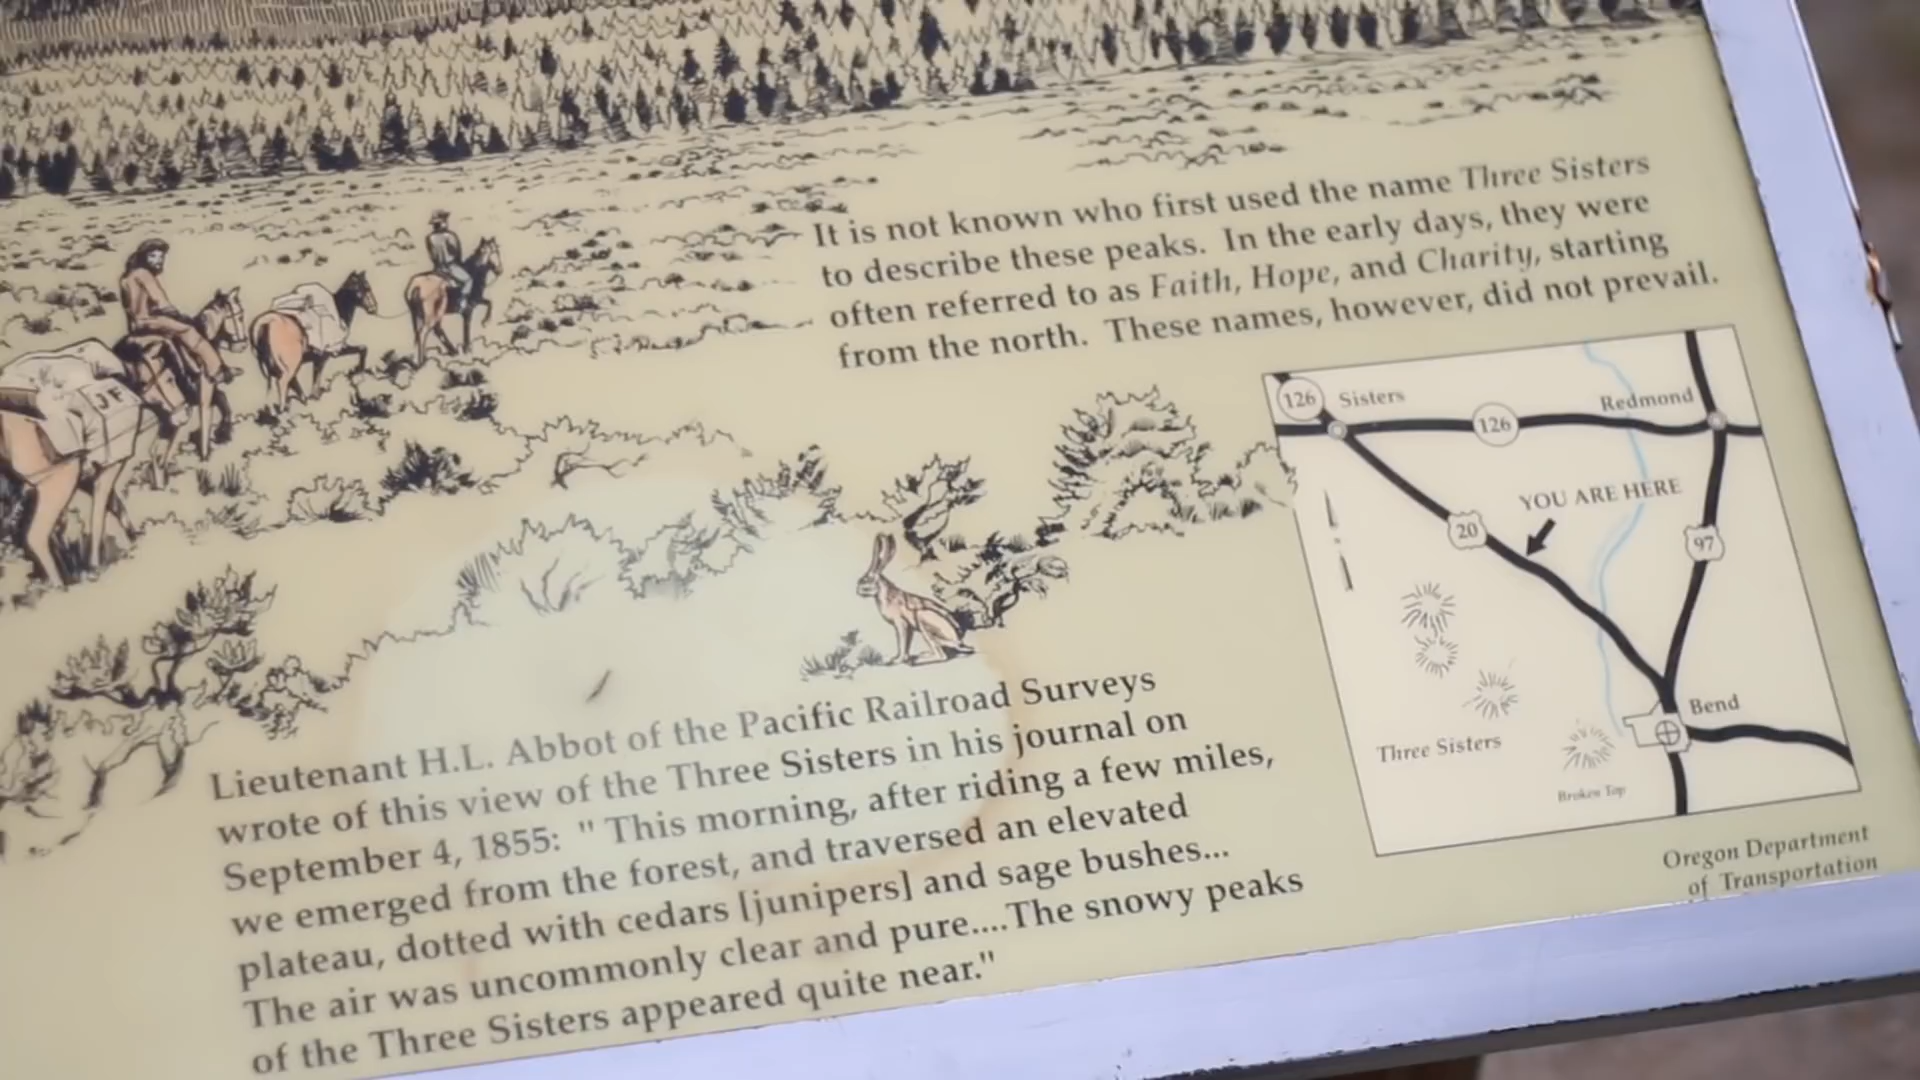 It is not known who first used the name Three Sisters
to describe these peaks. In the early days, they were
often referred to as Faith, Hope, and Charity, starting
from the north. These names, however, did not prevail.
JF
126
Sisters
126
Redmond
YOU ARE HERE
20
97
Bend
Three Sisters
Broken Top
Lieutenant H.L. Abbot of the Pacific Railroad Surveys
wrote of this view of the Three Sisters in his journal on
September 4, 1855: " This morning, after riding a few miles,
we emerged from the forest, and traversed an elevated
plateau, dotted with cedars [junipers] and sage bushes...
The air was uncommonly clear and pure....The snowy peaks
of the Three Sisters appeared quite near."
Oregon Department
of Transportation